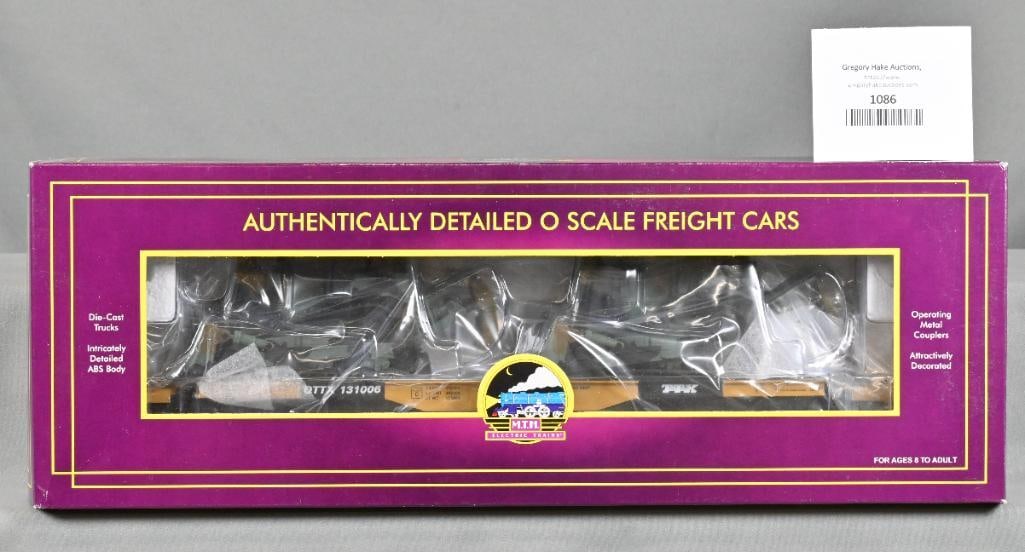 Gregory Hake Auctions,
1086
AUTHENTICALLY DETAILED O SCALE FREIGHT CARS
Die-Cast
Trucks
Intricately
Detailed
ABS Body
Operating
Metal
Couplers
Attractively
Decorated
OTTX 131006
M.T.H.
ELECTRIC TRAINS
FOR AGES 8 TO ADULT